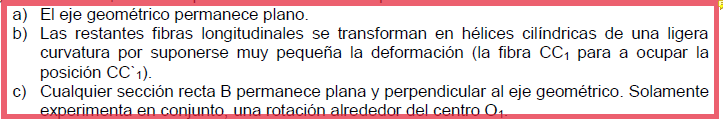 a) El eje geométrico permanece plano.
b) Las restantes fibras longitudinales se transforman en hélices cilíndricas de una ligera
curvatura por suponerse muy pequeña la deformación (la fibra CC₁ para a ocupar la
posición CC`₁).
c) Cualquier sección recta B permanece plana y perpendicular al eje geométrico. Solamente
experimenta en conjunto, una rotación alrededor del centro O₁.